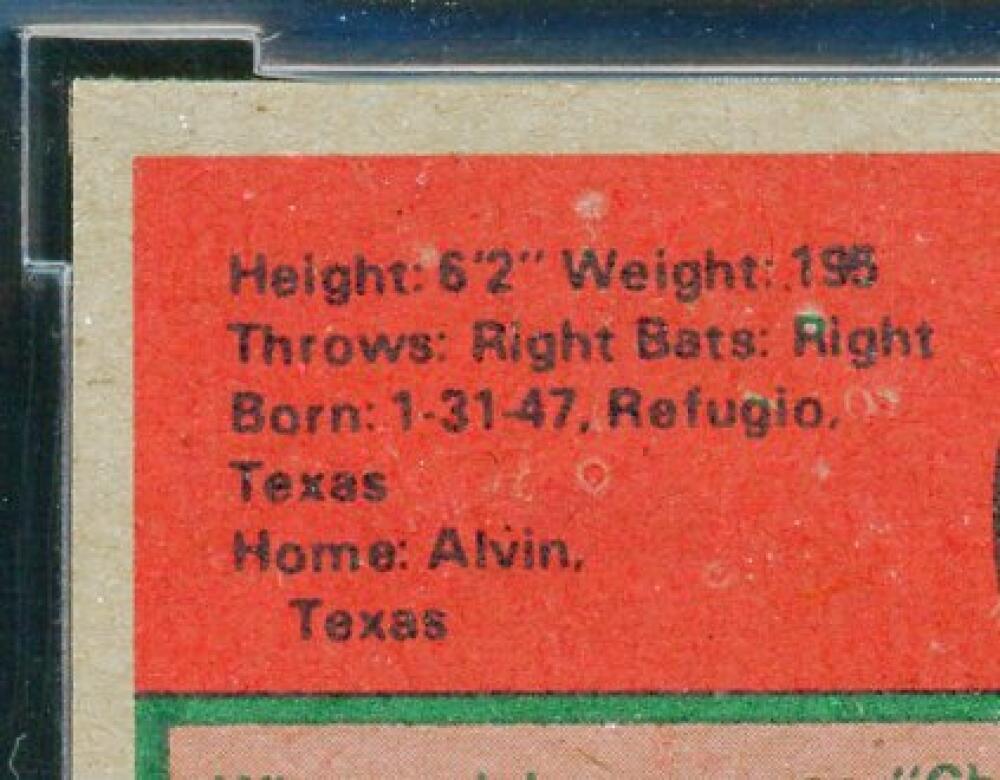 Height: 6'2" Weight: 195
Throws: Right Bats: Right
Born: 1-31-47, Refugio,
Texas
Home: Alvin,
Texas